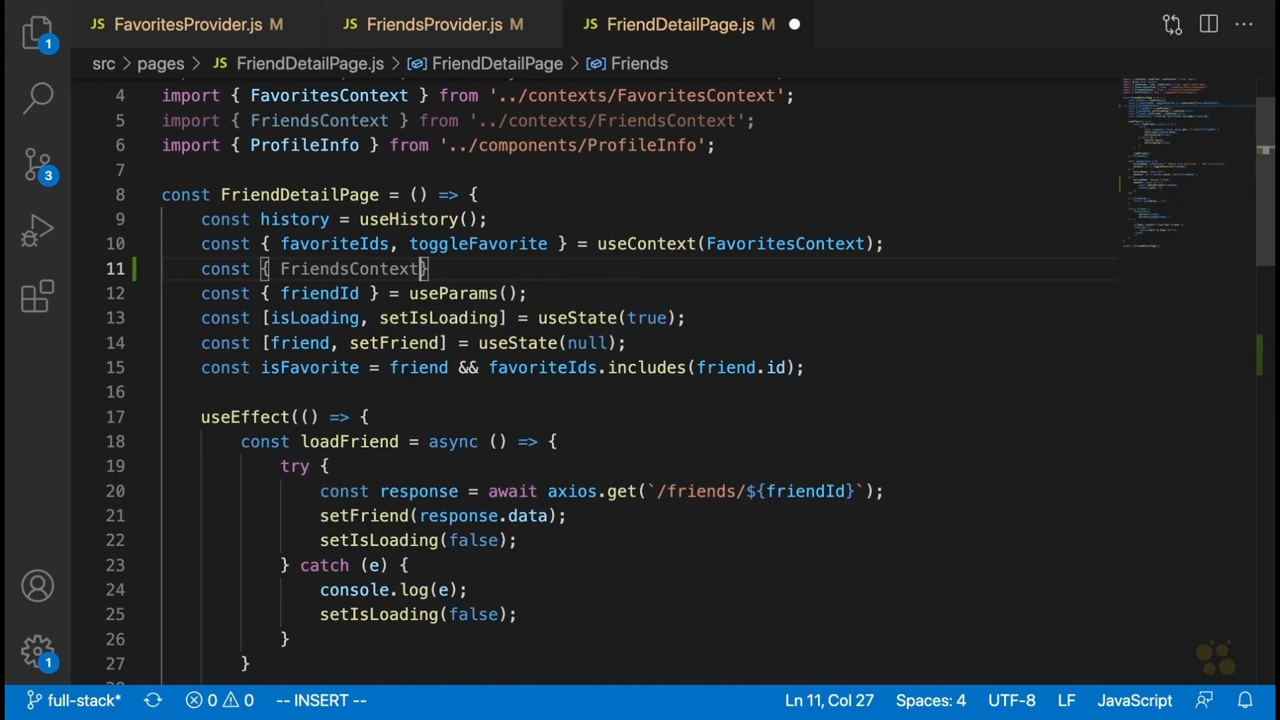 JS FavoritesProvider.js M
JS FriendsProvider.js M
JS FriendDetailPage.js M
src > pages > JS FriendDetailPage.js > FriendDetailPage > Friends
4 import { FavoritesContext } from '../contexts/FavoritesContext';
5 import { FriendsContext } from '../contexts/FriendsContext';
6 import { ProfileInfo } from '../components/ProfileInfo';
7
8 const FriendDetailPage = () => {
9 const history = useHistory();
10 const { favoriteIds, toggleFavorite } = useContext(FavoritesContext);
11 const { FriendsContext}
12 const { friendId } = useParams();
13 const [isLoading, setIsLoading] = useState(true);
14 const [friend, setFriend] = useState(null);
15 const isFavorite = friend && favoriteIds.includes(friend.id);
16
17 useEffect(() => {
18 const loadFriend = async () => {
19 try {
20 const response = await axios.get(`/friends/${friendId}`);
21 setFriend(response.data);
22 setIsLoading(false);
23 } catch (e) {
24 console.log(e);
25 setIsLoading(false);
26 }
27 }
1
3
1
full-stack* 0 0 -- INSERT -- Ln 11, Col 27 Spaces: 4 UTF-8 LF JavaScript